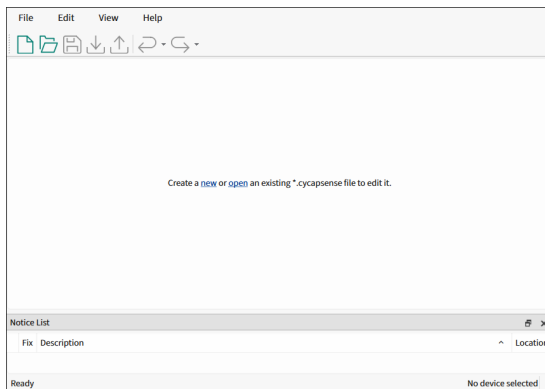 File Edit View Help
Create a new or open an existing *.cycapsense file to edit it.
Notice List
Fix Description Location
Ready No device selected